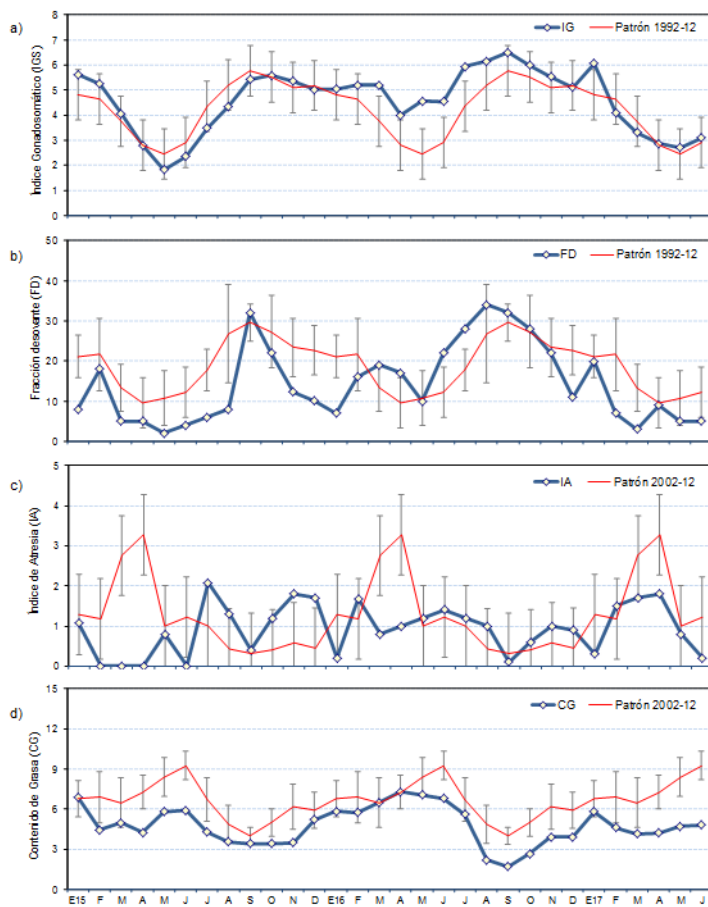 a)
Índice Gonadosomático (IGS)
8
7
6
5
4
3
2
1
0
IG
Patrón 1992-12
b)
Fracción desovante (FD)
50
40
30
20
10
0
FD
Patrón 1992-12
c)
Índice de Atresia (IA)
5
4
3
2
1
0
IA
Patrón 2002-12
d)
Contenido de Grasa (CG)
15
12
9
6
3
0
CG
Patrón 2002-12
E15 F M A M J J A S O N D E16 F M A M J J A S O N D E17 F M A M J